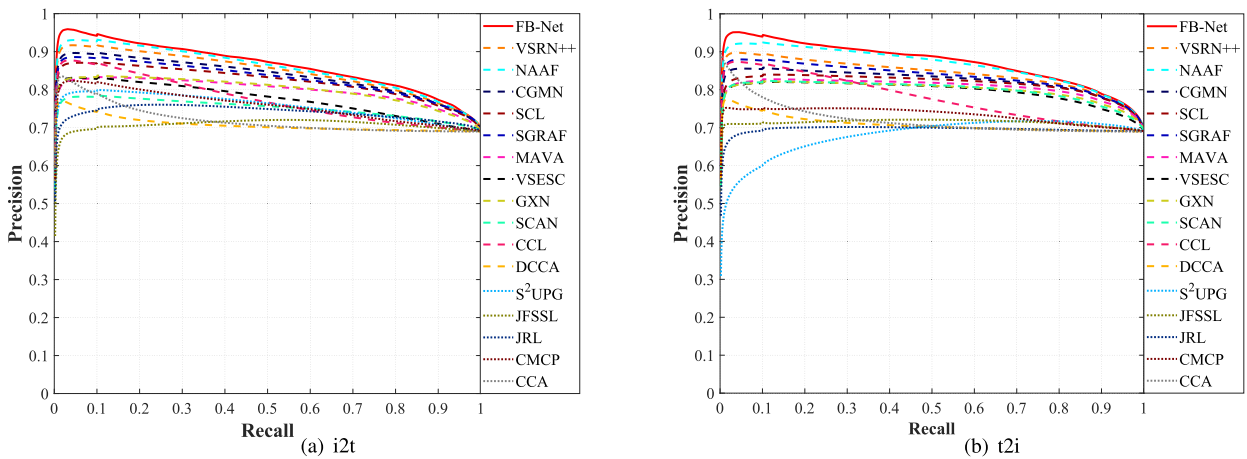 Precision
1
0.9
0.8
0.7
0.6
0.5
0.4
0.3
0.2
0.1
0
0 0.1 0.2 0.3 0.4 0.5 0.6 0.7 0.8 0.9 1
Recall
FB-Net
VSRN++
NAAF
CGMN
SCL
SGRAF
MAVA
VSESC
GXN
SCAN
CCL
DCCA
S²UPG
JFSSL
JRL
CMCP
CCA
(a) i2t
Precision
1
0.9
0.8
0.7
0.6
0.5
0.4
0.3
0.2
0.1
0
0 0.1 0.2 0.3 0.4 0.5 0.6 0.7 0.8 0.9 1
Recall
FB-Net
VSRN++
NAAF
CGMN
SCL
SGRAF
MAVA
VSESC
GXN
SCAN
CCL
DCCA
S²UPG
JFSSL
JRL
CMCP
CCA
(b) t2i